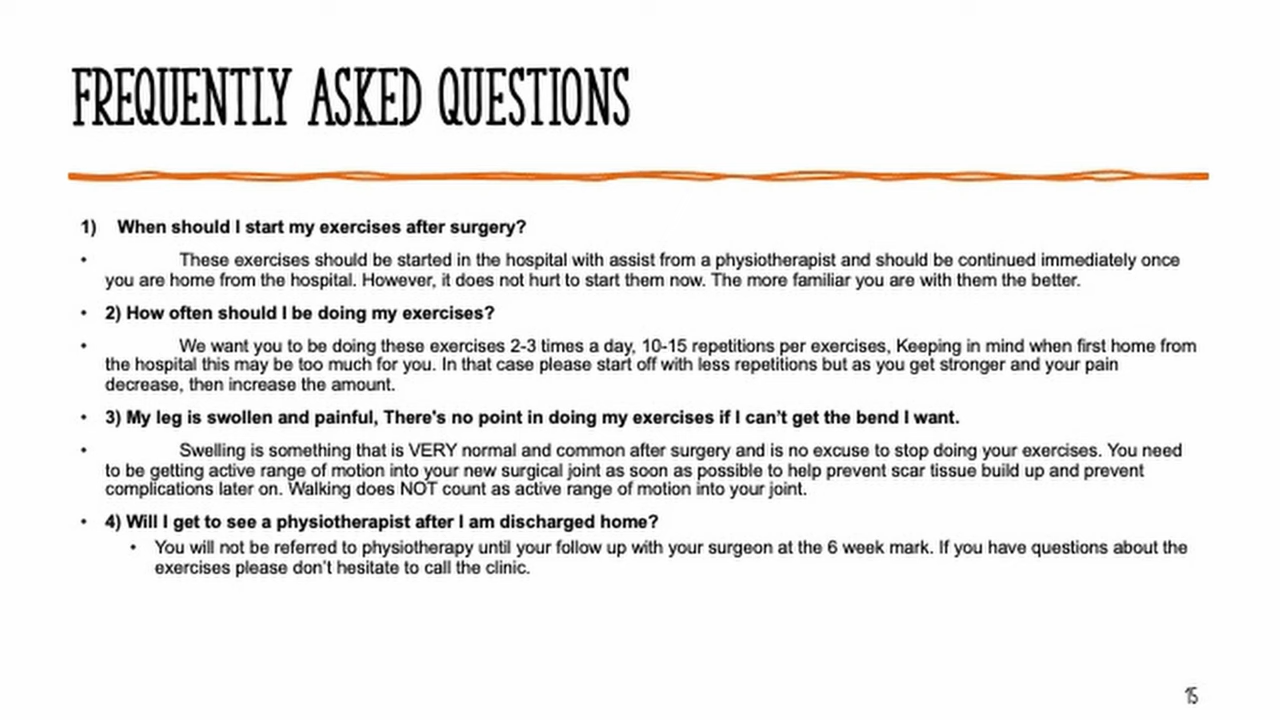 FREQUENTLY ASKED QUESTIONS
1) When should I start my exercises after surgery?
• These exercises should be started in the hospital with assist from a physiotherapist and should be continued immediately once
you are home from the hospital. However, it does not hurt to start them now. The more familiar you are with them the better.
• 2) How often should I be doing my exercises?
• We want you to be doing these exercises 2-3 times a day, 10-15 repetitions per exercises, Keeping in mind when first home from
the hospital this may be too much for you. In that case please start off with less repetitions but as you get stronger and your pain
decrease, then increase the amount.
• 3) My leg is swollen and painful, There's no point in doing my exercises if I can’t get the bend I want.
• Swelling is something that is VERY normal and common after surgery and is no excuse to stop doing your exercises. You need
to be getting active range of motion into your new surgical joint as soon as possible to help prevent scar tissue build up and prevent
complications later on. Walking does NOT count as active range of motion into your joint.
• 4) Will I get to see a physiotherapist after I am discharged home?
• You will not be referred to physiotherapy until your follow up with your surgeon at the 6 week mark. If you have questions about the
exercises please don’t hesitate to call the clinic.
15